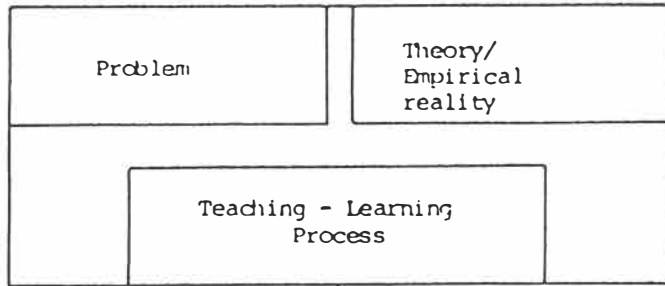 Problem
Theory/
Empirical
reality
Teaching - Learning
Process